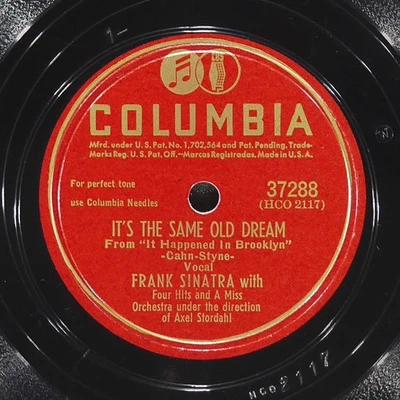 COLUMBIA
Mfrd. under U.S. Pat. No. 1,702,564 and Pat. Pending. Trade-
Marks Reg. U.S. Pat. Off.—Marcas Registradas. Made in U.S.A.
For perfect tone
use Columbia Needles
37288
(HCO 2117)
IT'S THE SAME OLD DREAM
From "It Happened In Brooklyn"
-Cahn-Styne-
Vocal
FRANK SINATRA with
Four Hits and A Miss
Orchestra under the direction
of Axel Stordahl
HCO 2117